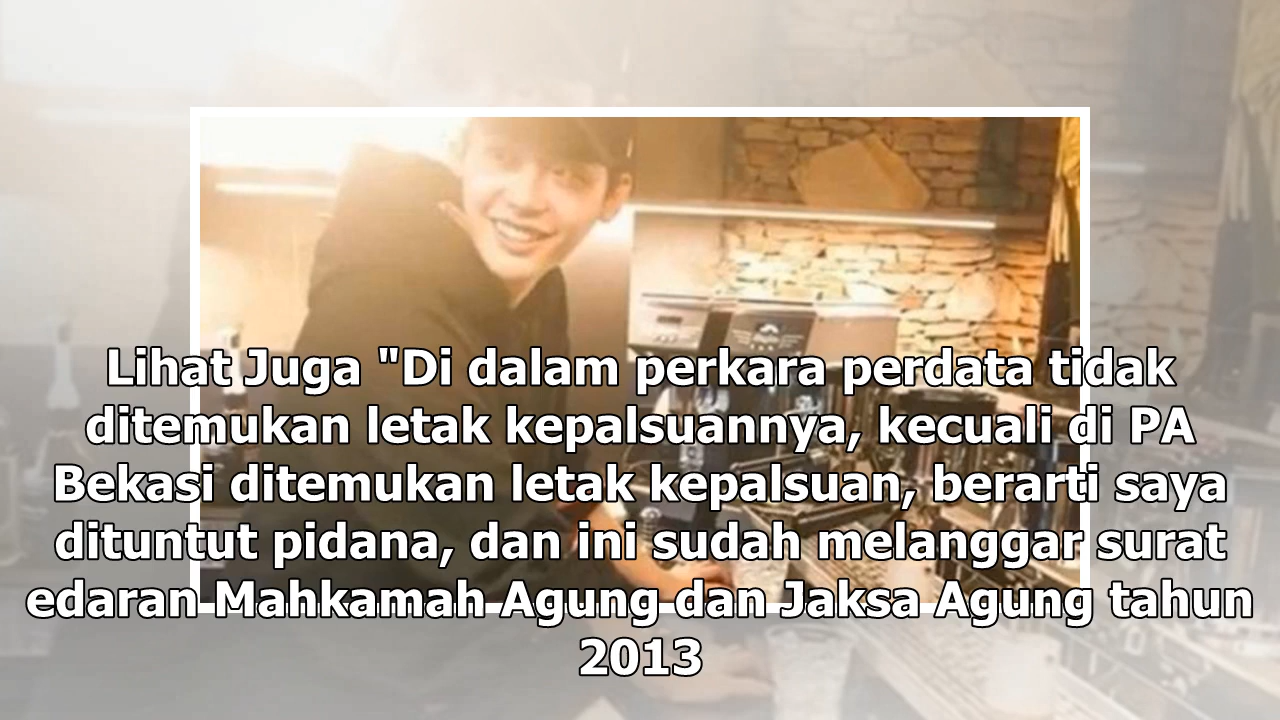 Lihat Juga "Di dalam perkara perdata tidak
ditemukan letak kepalsuannya, kecuali di PA
Bekasi ditemukan letak kepalsuan, berarti saya
dituntut pidana, dan ini sudah melanggar surat
edaran Mahkamah Agung dan Jaksa Agung tahun
2013